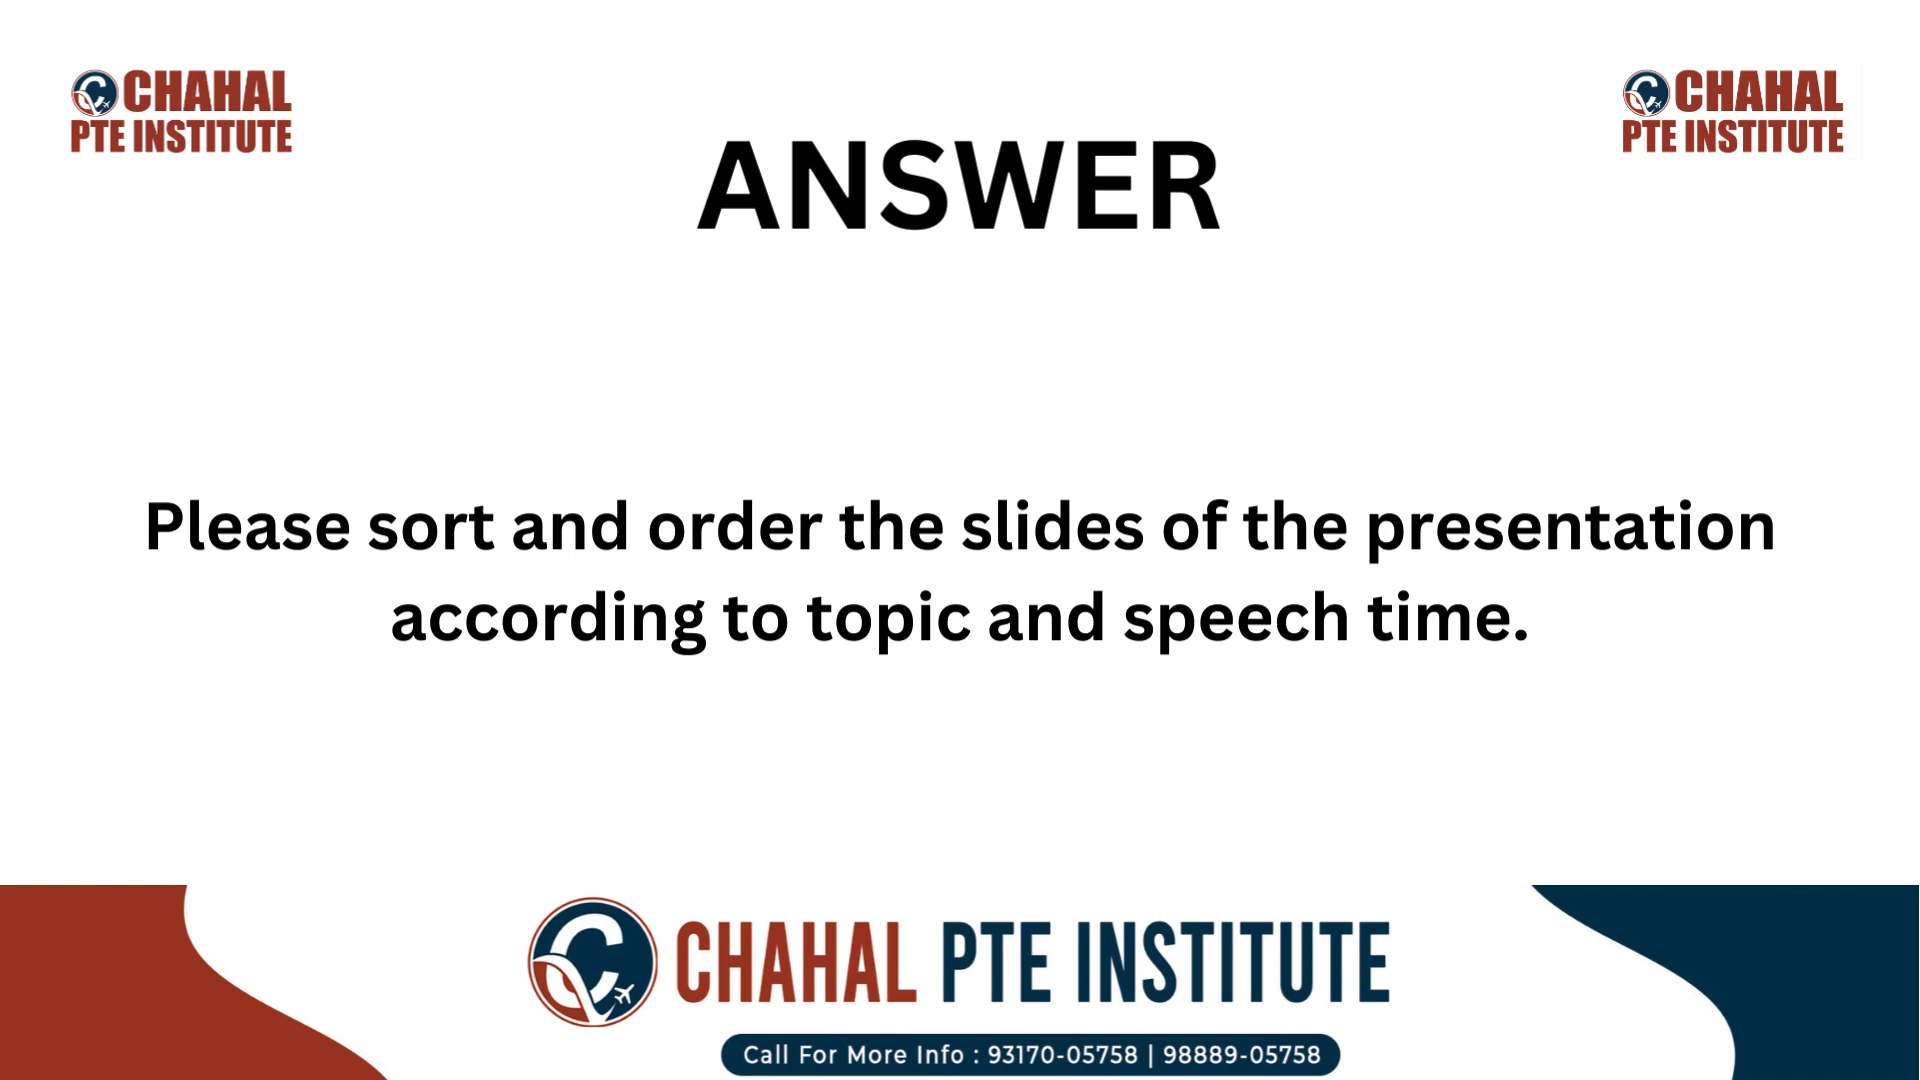 CHAHAL
PTE INSTITUTE
CHAHAL
PTE INSTITUTE
ANSWER
Please sort and order the slides of the presentation
according to topic and speech time.
CHAHAL PTE INSTITUTE
Call For More Info : 93170-05758 | 98889-05758